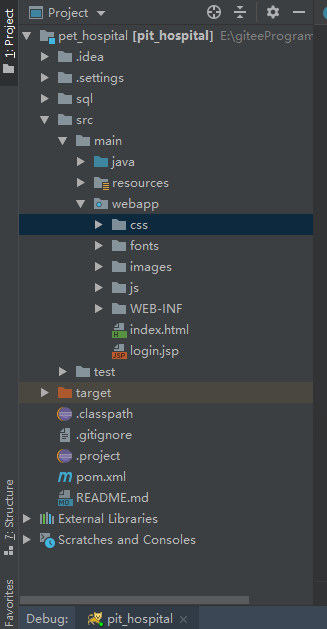 Project
1: Project
pet_hospital [pit_hospital] E:\giteeProgram
.idea
.settings
sql
src
main
java
resources
webapp
css
fonts
images
js
WEB-INF
index.html
login.jsp
test
target
.classpath
.gitignore
.project
pom.xml
README.md
External Libraries
Scratches and Consoles
7: Structure
Favorites
Debug: pit_hospital